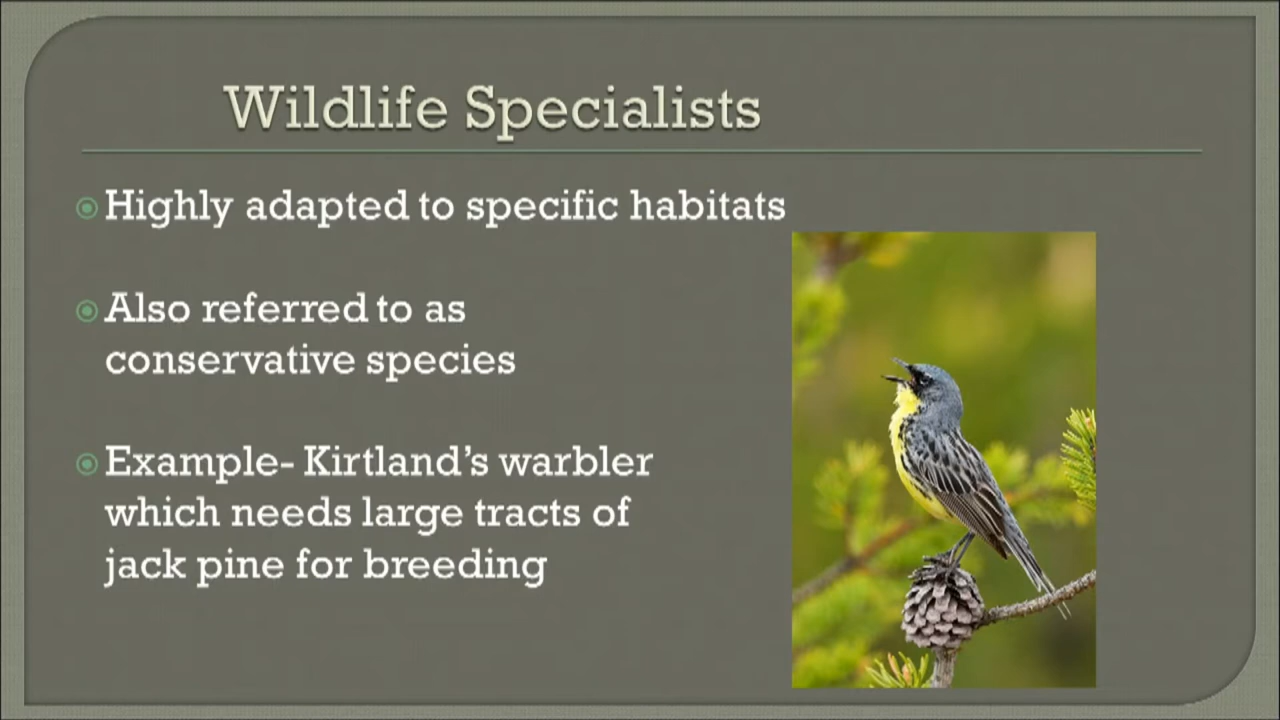 Wildlife Specialists
Highly adapted to specific habitats
Also referred to as
conservative species
Example- Kirtland's warbler
which needs large tracts of
jack pine for breeding